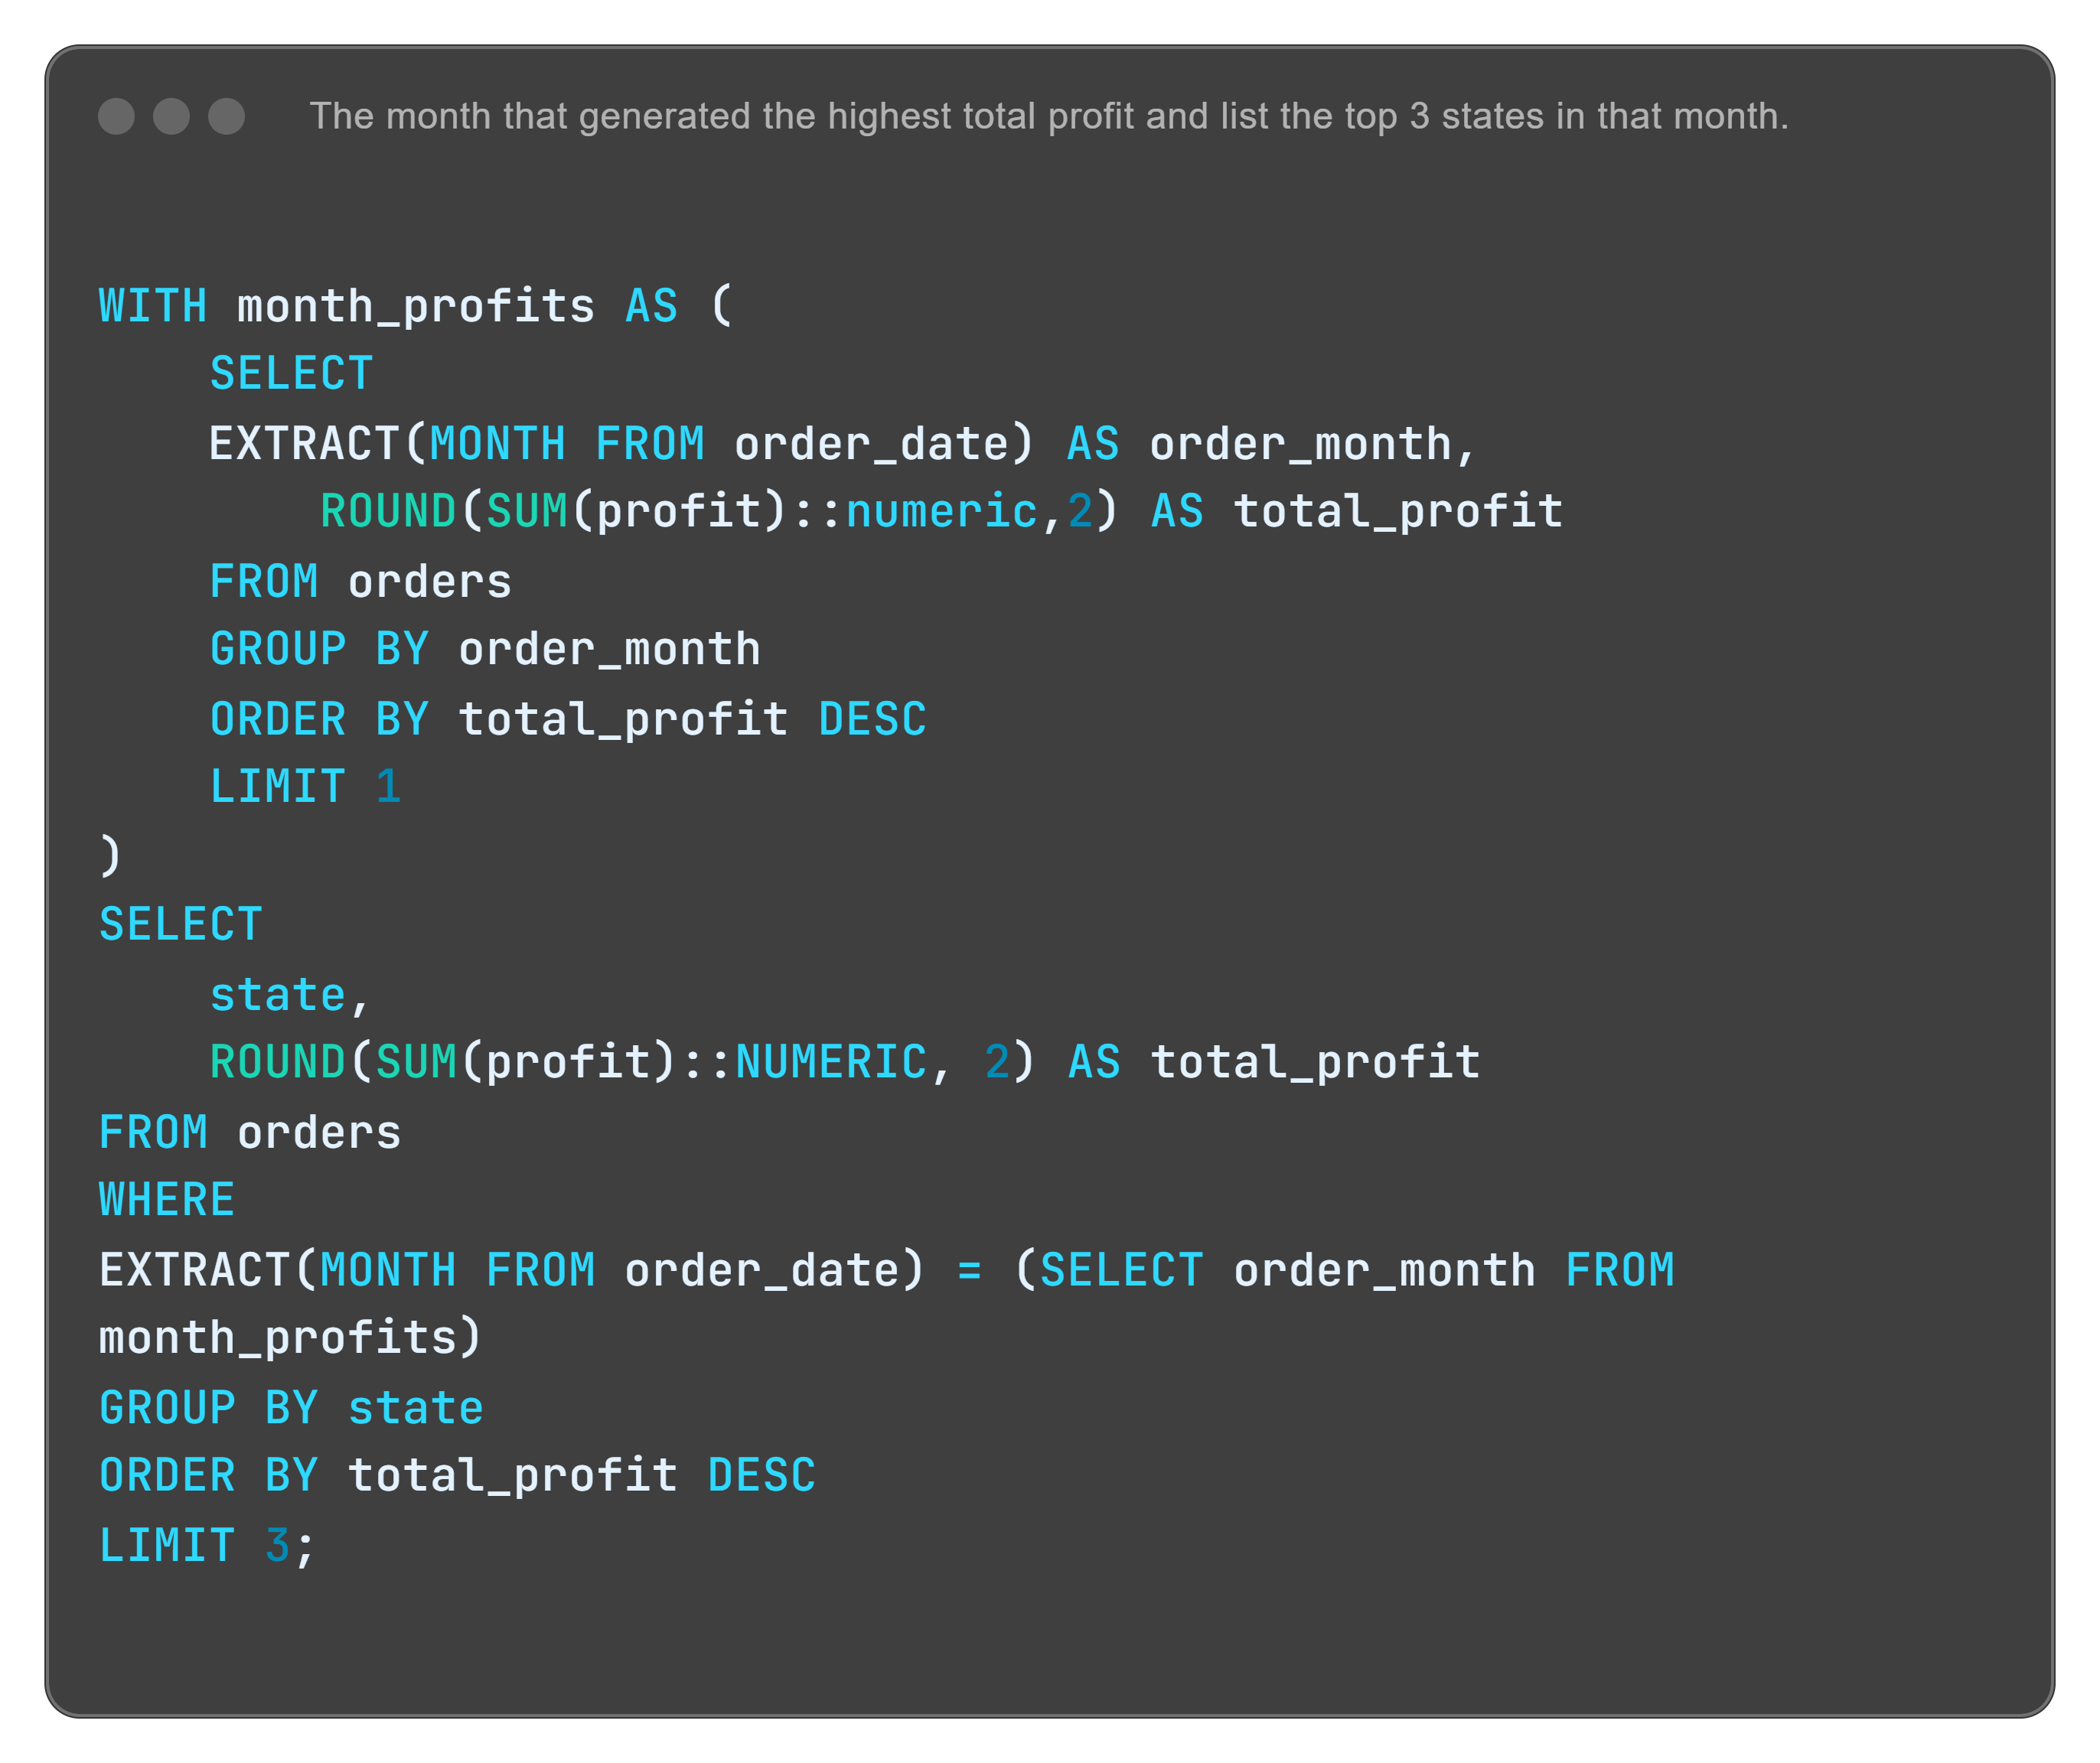 The month that generated the highest total profit and list the top 3 states in that month.
WITH month_profits AS (
    SELECT
    EXTRACT(MONTH FROM order_date) AS order_month,
        ROUND(SUM(profit)::numeric,2) AS total_profit
    FROM orders
    GROUP BY order_month
    ORDER BY total_profit DESC
    LIMIT 1
)
SELECT
    state,
    ROUND(SUM(profit)::NUMERIC, 2) AS total_profit
FROM orders
WHERE
EXTRACT(MONTH FROM order_date) = (SELECT order_month FROM
month_profits)
GROUP BY state
ORDER BY total_profit DESC
LIMIT 3;